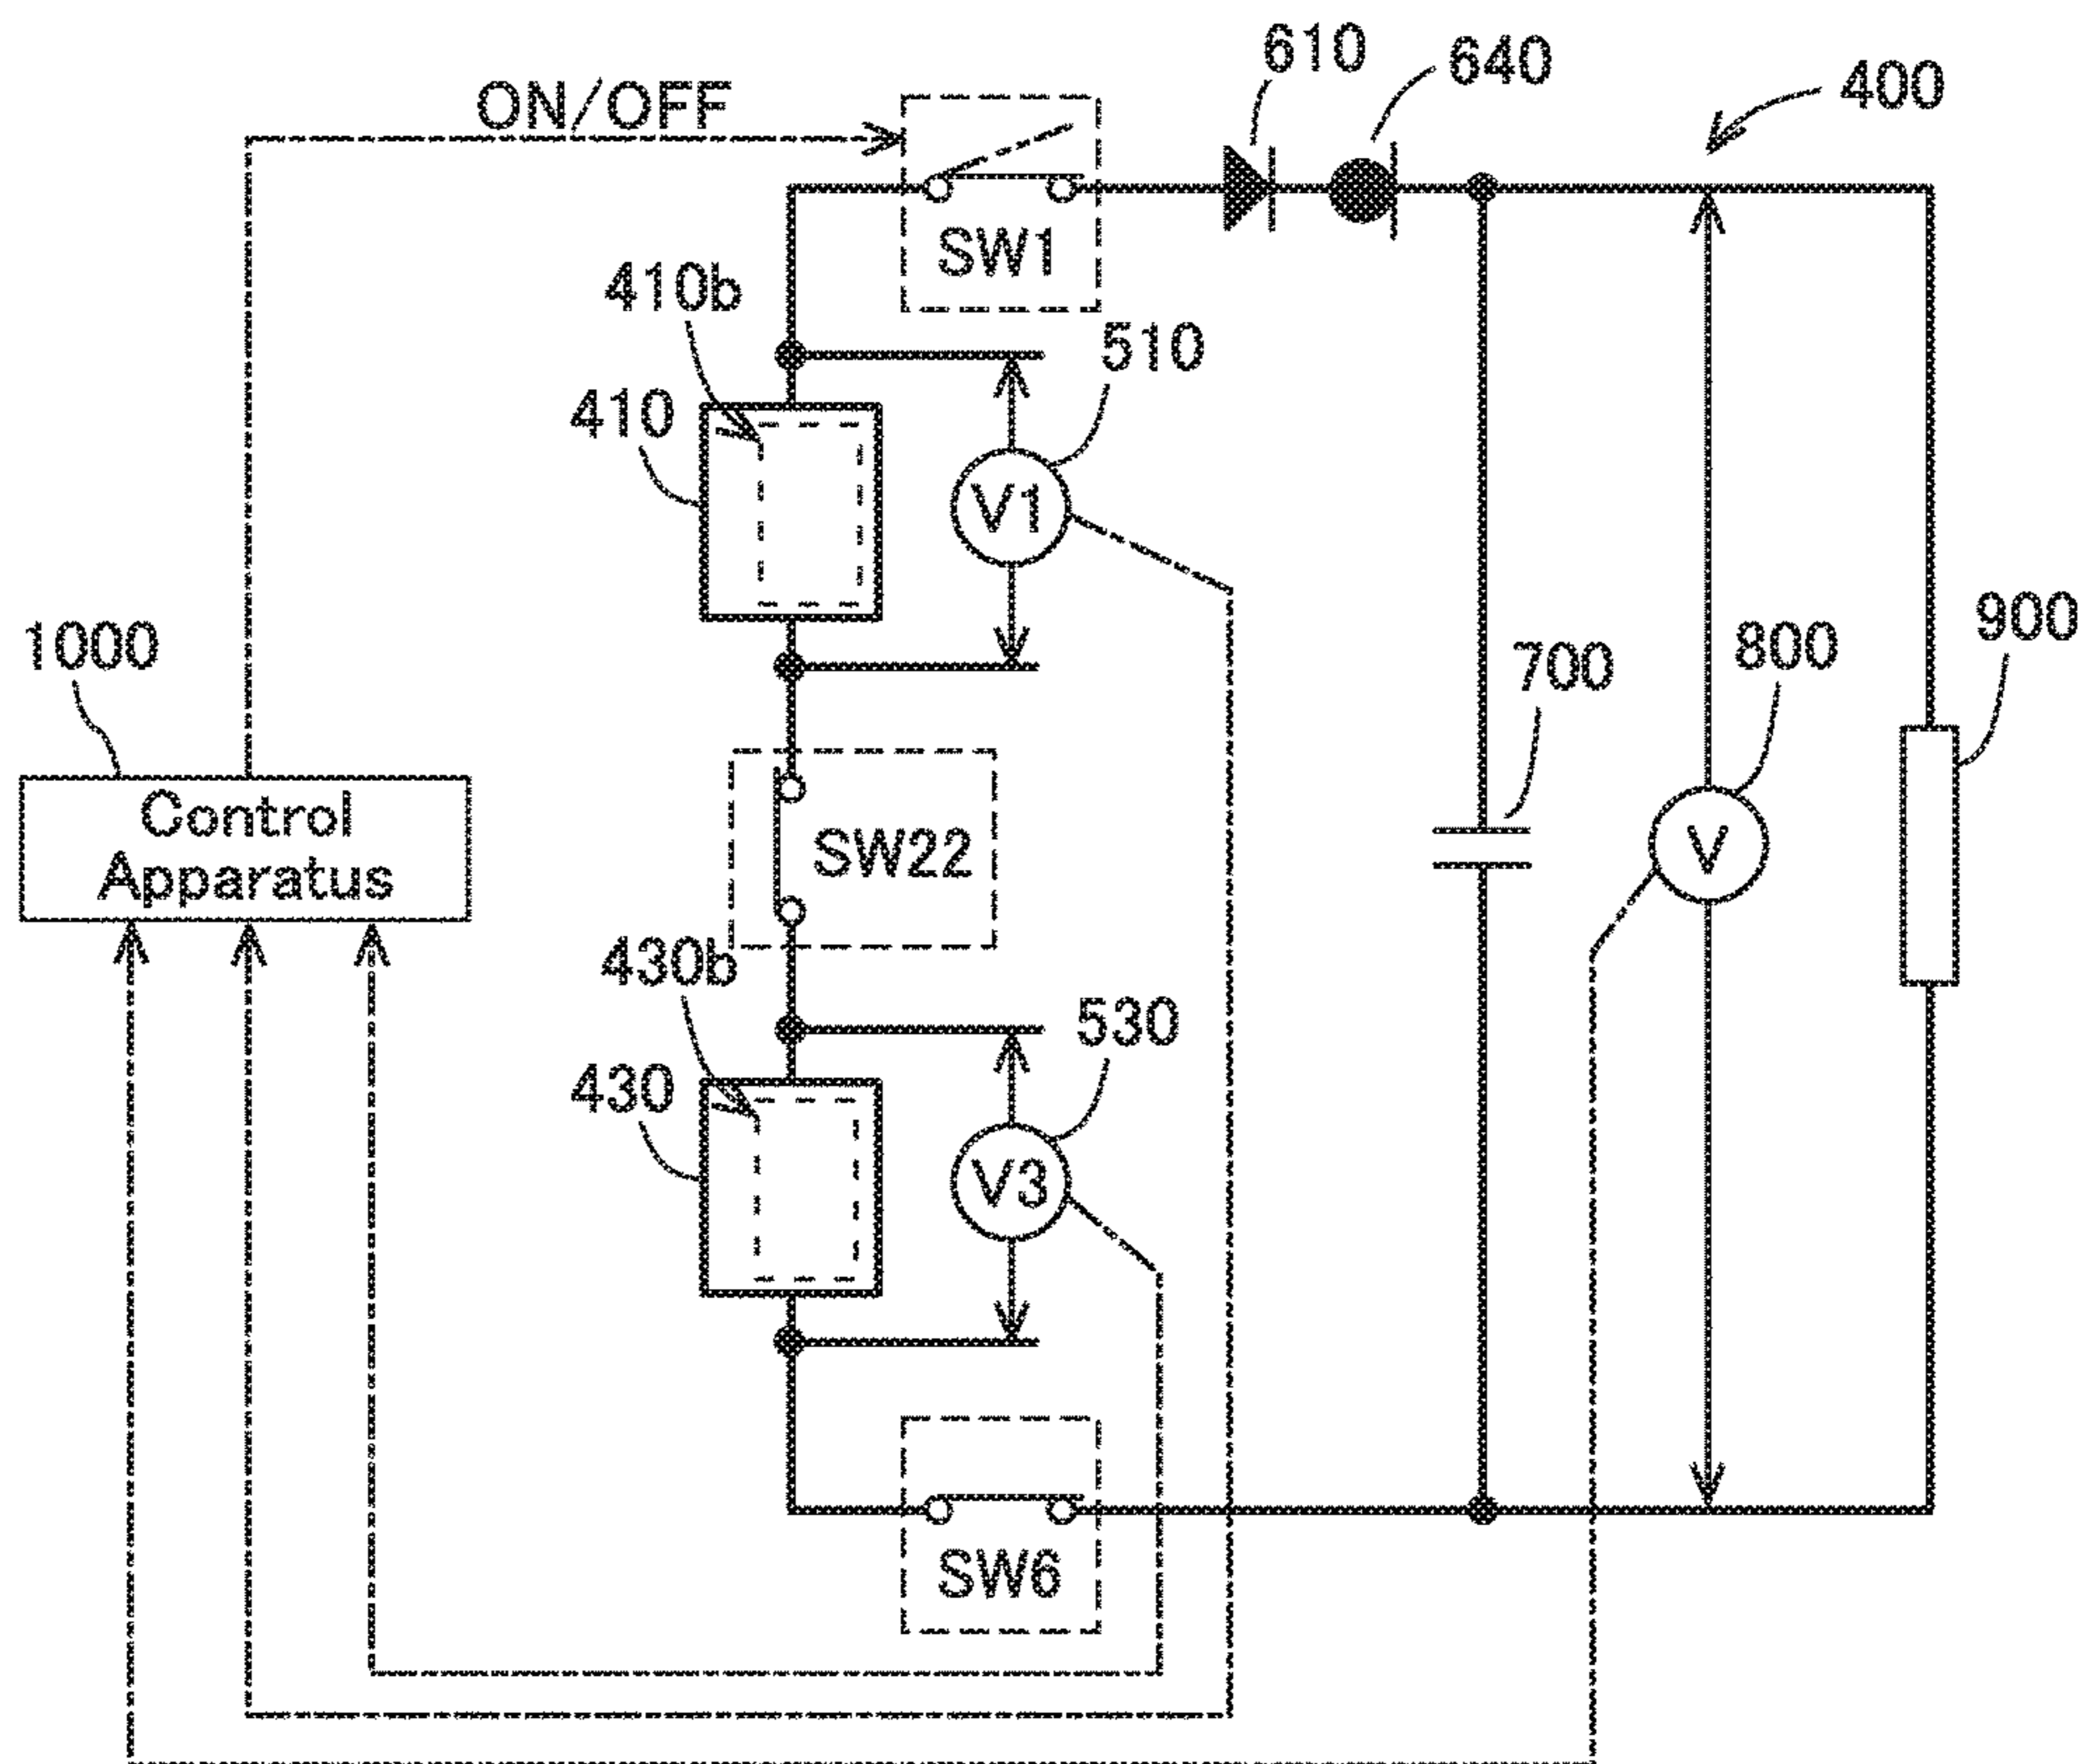 610
640
400
ON/OFF
SW1
410b
510
410
V1
1000
900
800
700
Control
Apparatus
SW22
V
430b
530
430
V3
SW6